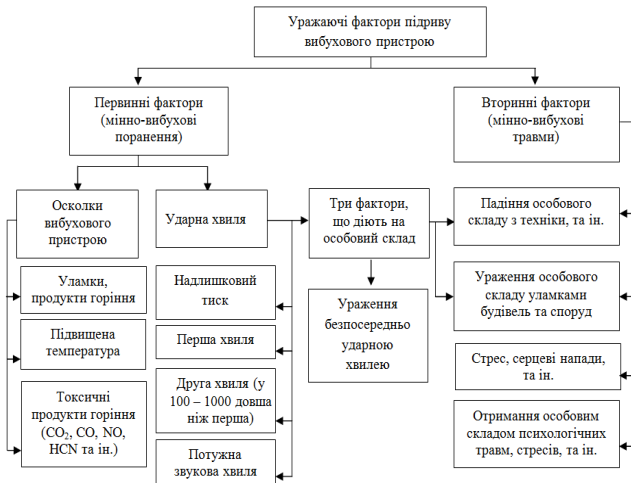 Уражаючі фактори підриву
вибухового пристрою
Первинні фактори
(мінно-вибухові
поранення)
Вторинні фактори
(мінно-вибухові
травми)
Осколки
вибухового
пристрою
Ударна хвиля
Три фактори,
що діють на
особовий склад
Падіння особового
складу з техніки, та ін.
Уламки,
продукти горіння
Надлишковий
тиск
Ураження
безпосередньо
ударною
хвилею
Ураження особового
складу уламками
будівель та споруд
Підвищена
температура
Перша хвиля
Стрес, серцеві напади,
та ін.
Токсичні
продукти горіння
(CO₂, CO, NO,
HCN та ін.)
Друга хвиля (у
100 – 1000 довша
ніж перша)
Отримання особовим
складом психологічних
травм, стресів, та ін.
Потужна
звукова хвиля